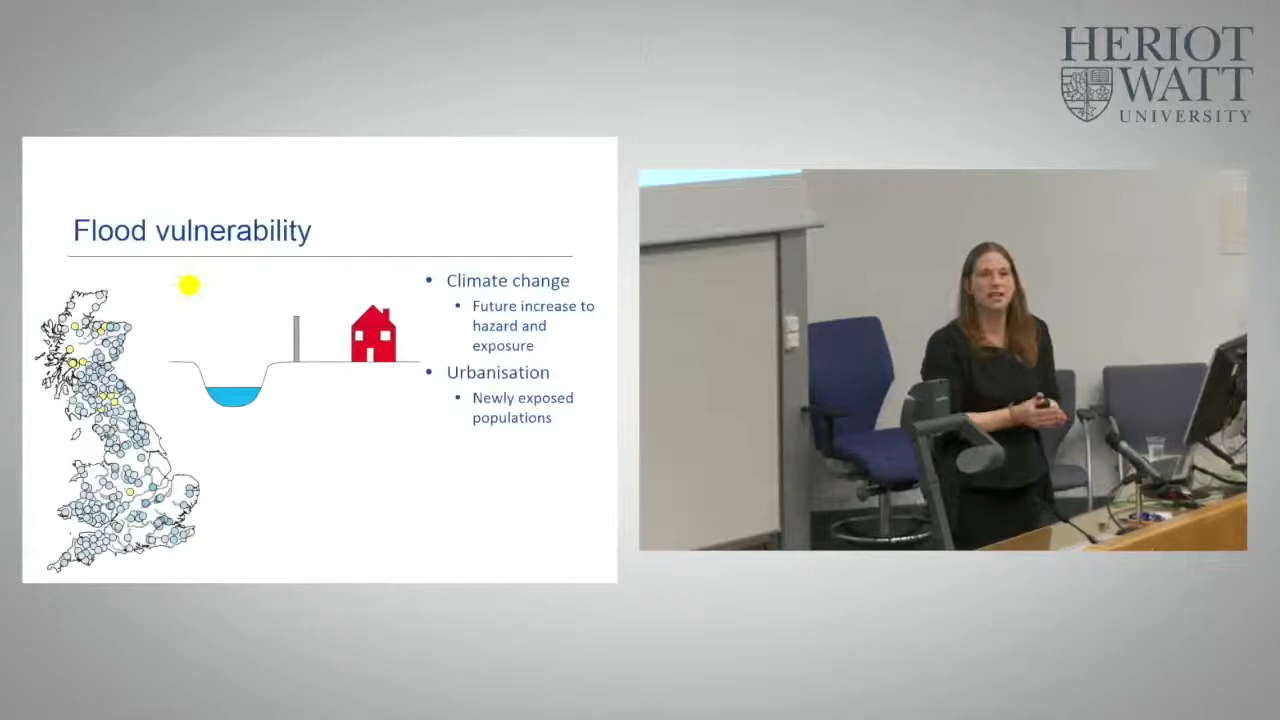 HERIOT
WATT
UNIVERSITY
Flood vulnerability
• Climate change
• Future increase to
hazard and
exposure
• Urbanisation
• Newly exposed
populations